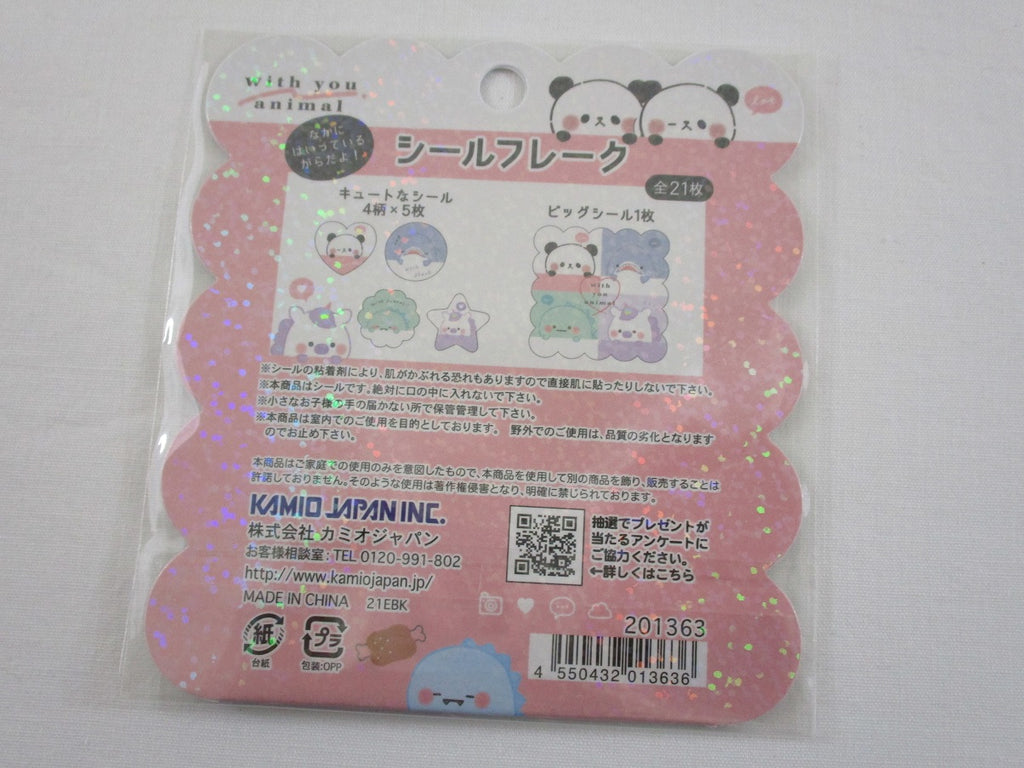 with you
animal
love
なかに
はいっている
がらだよ!
シールフレーク
全21枚
キュートなシール
4柄×5枚
ビッグシール1枚
with
you
animal
※シールの粘着剤により、肌がかぶれる恐れもありますので直接肌に貼ったりしないで下さい。
※本商品はシールです。絶対に口の中に入れないで下さい。
※小さなお子様の手の届かない所で保管管理して下さい。
※本商品は室内でのご使用を目的としております。 野外でのご使用は、品質の劣化となります
のでお止め下さい。
本商品はご家庭での使用のみを意図したもので、本商品を使用して別の商品を飾り、販売することは
許諾しておりません。そのような使用は著作権侵害となり、明確に禁じられております。
KAMIO JAPAN INC.
株式会社 カミオジャパン
お客様相談室:TEL 0120-991-802
http://www.kamiojapan.jp/
MADE IN CHINA 21EBK
抽選でプレゼントが
当たるアンケートに
ご協力ください。
←詳しくはこちら
紙
台紙
プラ
包装:OPP
201363
4 550432 013636